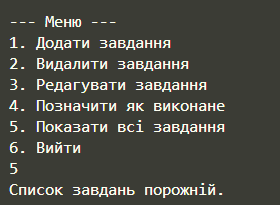 --- Меню ---
1. Додати завдання
2. Видалити завдання
3. Редагувати завдання
4. Позначити як виконане
5. Показати всі завдання
6. Вийти
5
Список завдань порожній.